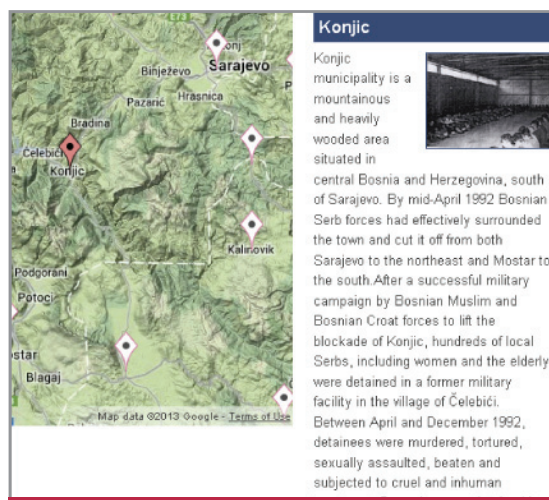 E73
onj
Sarajevo
Binježevo
Hrasnica
Pazarić
Bradina
Čelebići
Konjic
Kalinovik
Podgorani
Potoci
ostar
Blagaj
Map data ©2013 Google - Terms of Use
Konjic
Konjic
municipality is a
mountainous
and heavily
wooded area
situated in
central Bosnia and Herzegovina, south
of Sarajevo. By mid-April 1992 Bosnian
Serb forces had effectively surrounded
the town and cut it off from both
Sarajevo to the northeast and Mostar to
the south.After a successful military
campaign by Bosnian Muslim and
Bosnian Croat forces to lift the
blockade of Konjic, hundreds of local
Serbs, including women and the elderly
were detained in a former military
facility in the village of Čelebići.
Between April and December 1992,
detainees were murdered, tortured,
sexually assaulted, beaten and
subjected to cruel and inhuman